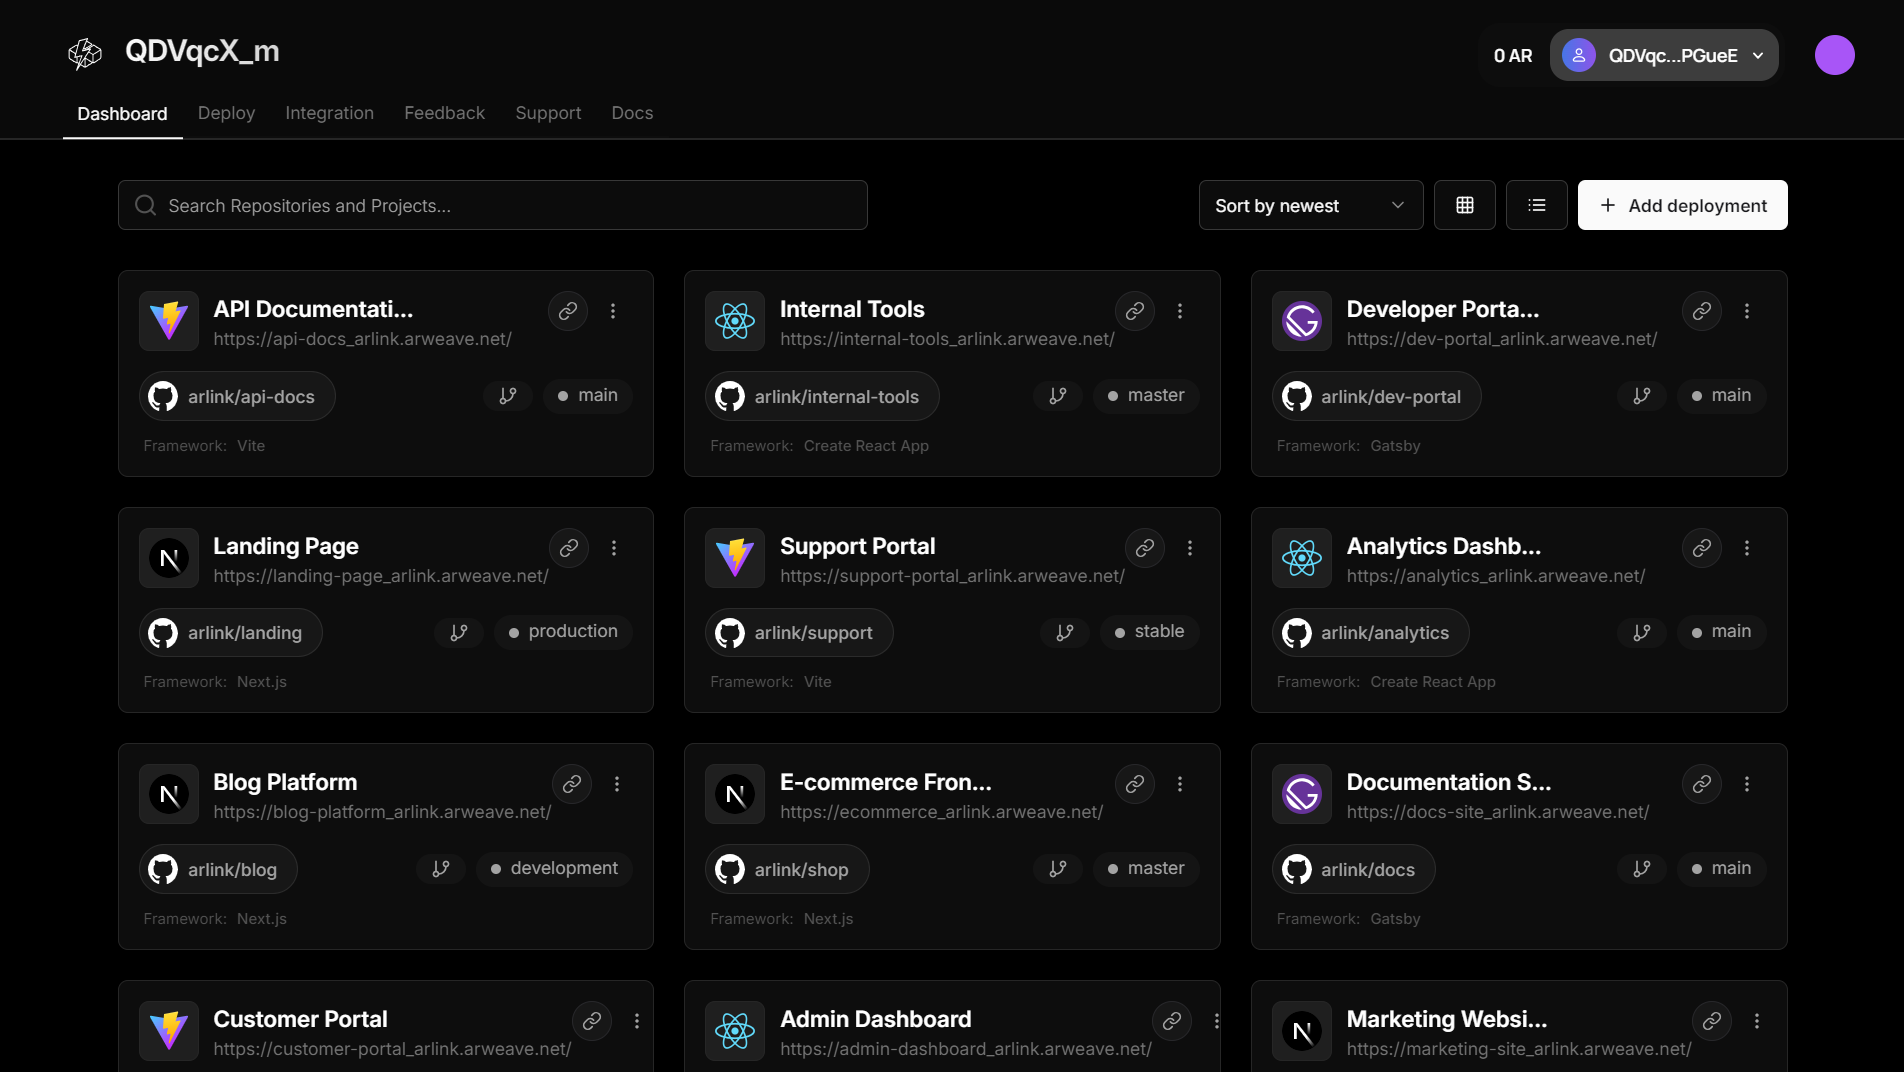 QDVqcX_m
0 AR
QDVqc...PGueE
Dashboard
Deploy
Integration
Feedback
Support
Docs
Search Repositories and Projects...
Sort by newest
Add deployment
API Documentati...
https://api-docs_arlink.arweave.net/
arlink/api-docs
main
Framework: Vite
Internal Tools
https://internal-tools_arlink.arweave.net/
arlink/internal-tools
master
Framework: Create React App
Developer Porta...
https://dev-portal_arlink.arweave.net/
arlink/dev-portal
main
Framework: Gatsby
Landing Page
https://landing-page_arlink.arweave.net/
arlink/landing
production
Framework: Next.js
Support Portal
https://support-portal_arlink.arweave.net/
arlink/support
stable
Framework: Vite
Analytics Dashb...
https://analytics_arlink.arweave.net/
arlink/analytics
main
Framework: Create React App
Blog Platform
https://blog-platform_arlink.arweave.net/
arlink/blog
development
Framework: Next.js
E-commerce Fron...
https://ecommerce_arlink.arweave.net/
arlink/shop
master
Framework: Next.js
Documentation S...
https://docs-site_arlink.arweave.net/
arlink/docs
main
Framework: Gatsby
Customer Portal
https://customer-portal_arlink.arweave.net/
Admin Dashboard
https://admin-dashboard_arlink.arweave.net/
Marketing Websi...
https://marketing-site_arlink.arweave.net/